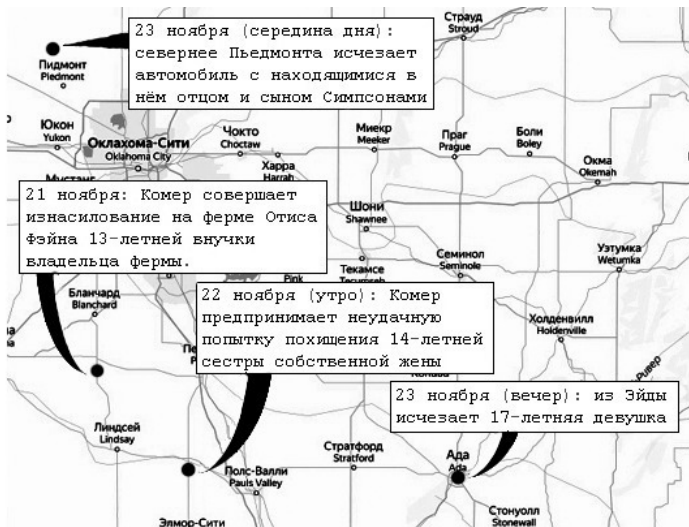 Страуд
Stroud
23 ноября (середина дня):
севернее Пьедмонта исчезает
автомобиль с находящимися в
нём отцом и сыном Симпсонами
Пидмонт
Piedmont
Юкон
Yukon
Оклахома-Сити
Oklahoma City
Чокто
Choctaw
Харра
Harrah
Миекр
Meeker
Праг
Prague
Боли
Boley
Окма
Okemah
Мустанг
21 ноября: Комер совершает
изнасилование на ферме Отиса
Фэйна 13-летней внучки
владельца фермы.
Шони
Shawnee
Текамсе
Tecumseh
Семинол
Seminole
Уэтумка
Wetumka
Pink
Бланчард
Blanchard
22 ноября (утро): Комер
предпринимает неудачную
попытку похищения 14-летней
сестры собственной жены
Холденвилл
Holdenville
Ривер
23 ноября (вечер): из Эйды
исчезает 17-летняя девушка
Линдсей
Lindsay
Стратфорд
Stratford
Ада
Ada
Полс-Валли
Pauls Valley
Стонуолл
Stonewall
Элмор-Сити